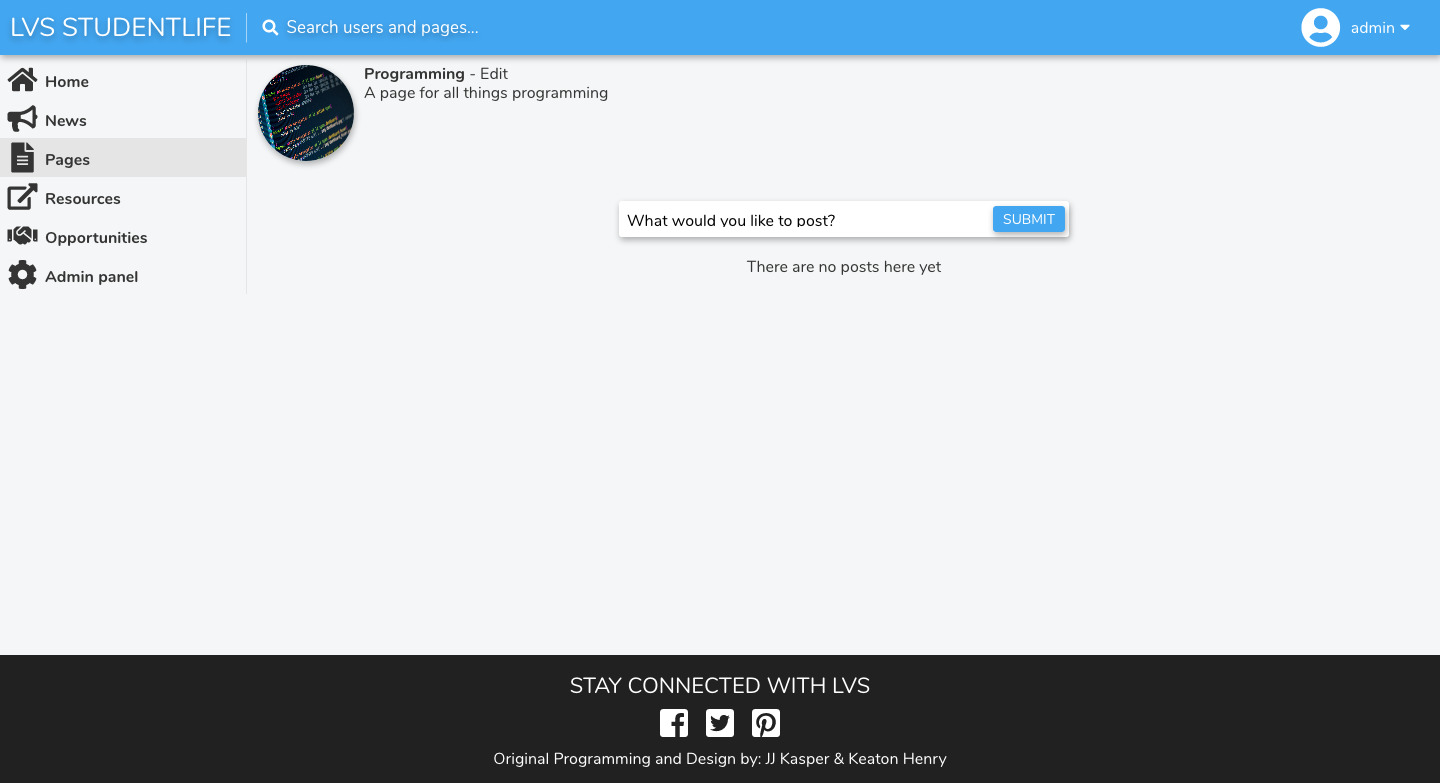 LVS STUDENTLIFE
Search users and pages...
admin
Home
News
Pages
Resources
Opportunities
Admin panel
Programming - Edit
A page for all things programming
What would you like to post?
SUBMIT
There are no posts here yet
STAY CONNECTED WITH LVS
Original Programming and Design by: JJ Kasper & Keaton Henry